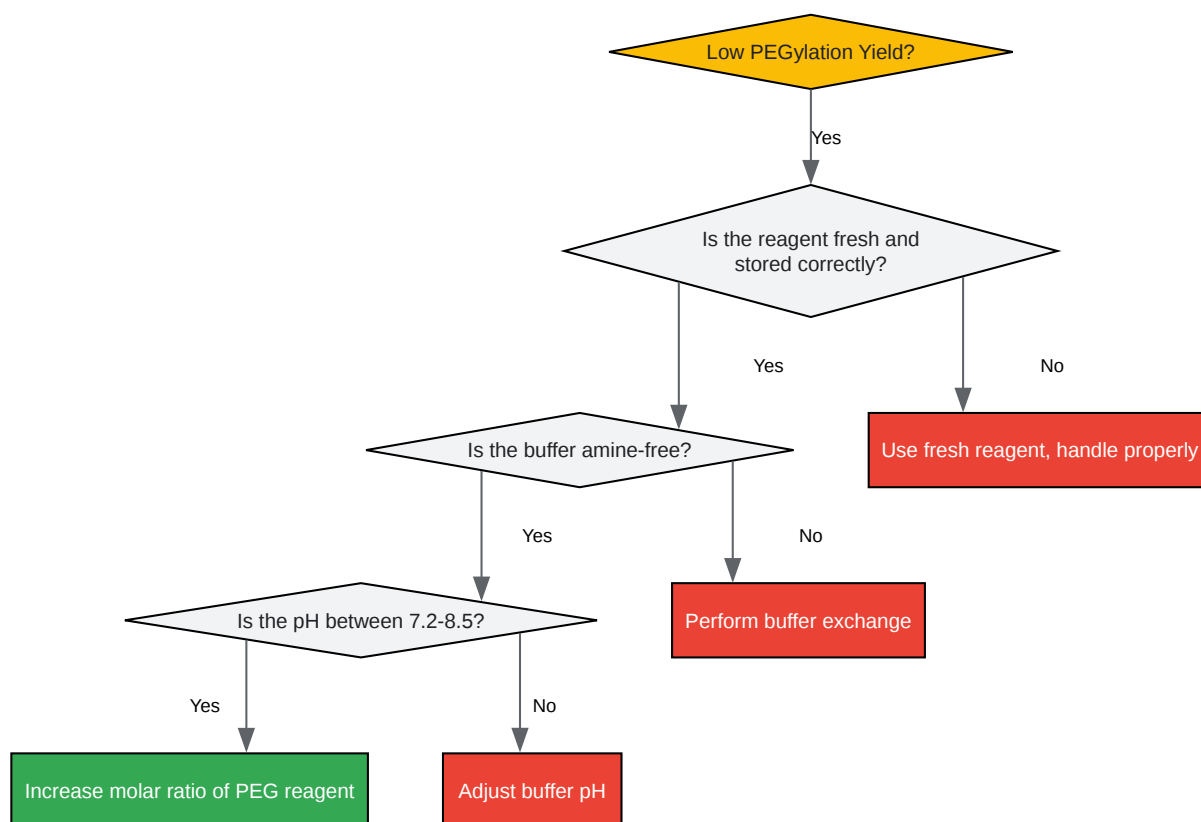 Low PEGylation Yield?
Yes
Is the reagent fresh and
stored correctly?
Yes
No
Use fresh reagent, handle properly
Is the buffer amine-free?
Yes
No
Perform buffer exchange
Is the pH between 7.2-8.5?
Yes
No
Increase molar ratio of PEG reagent
Adjust buffer pH